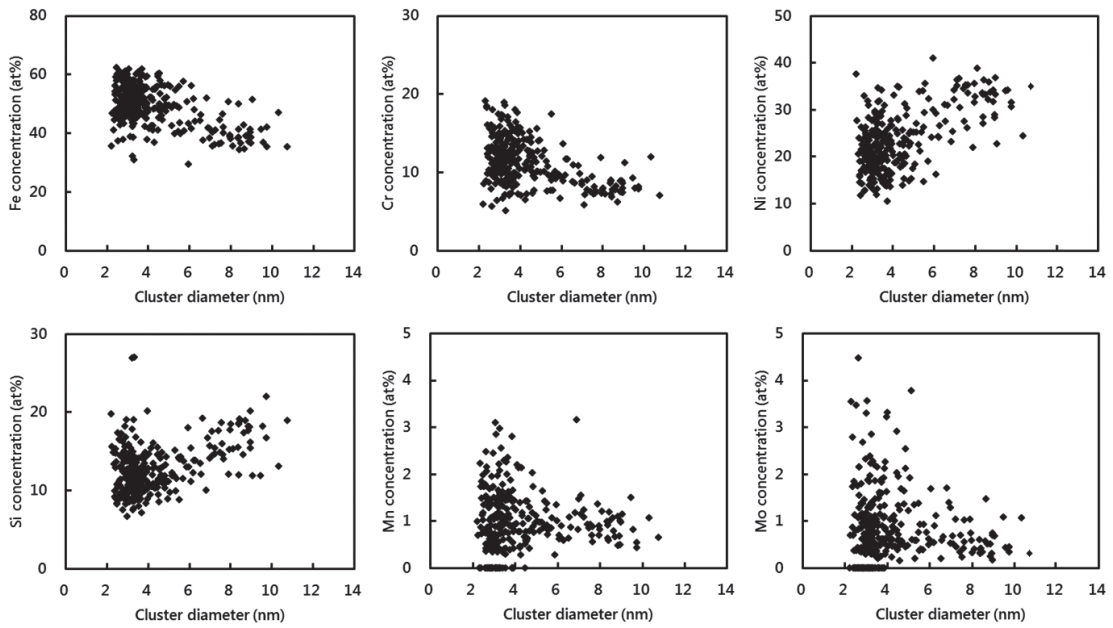 80
60
40
20
0
Fe concentration (at%)
0 2 4 6 8 10 12 14
Cluster diameter (nm)
30
20
10
0
Cr concentration (at%)
0 2 4 6 8 10 12 14
Cluster diameter (nm)
50
40
30
20
10
0
Ni concentration (at%)
0 2 4 6 8 10 12 14
Cluster diameter (nm)
30
20
10
0
Si concentration (at%)
0 2 4 6 8 10 12 14
Cluster diameter (nm)
5
4
3
2
1
0
Mn concentration (at%)
0 2 4 6 8 10 12 14
Cluster diameter (nm)
5
4
3
2
1
0
Mo concentration (at%)
0 2 4 6 8 10 12 14
Cluster diameter (nm)